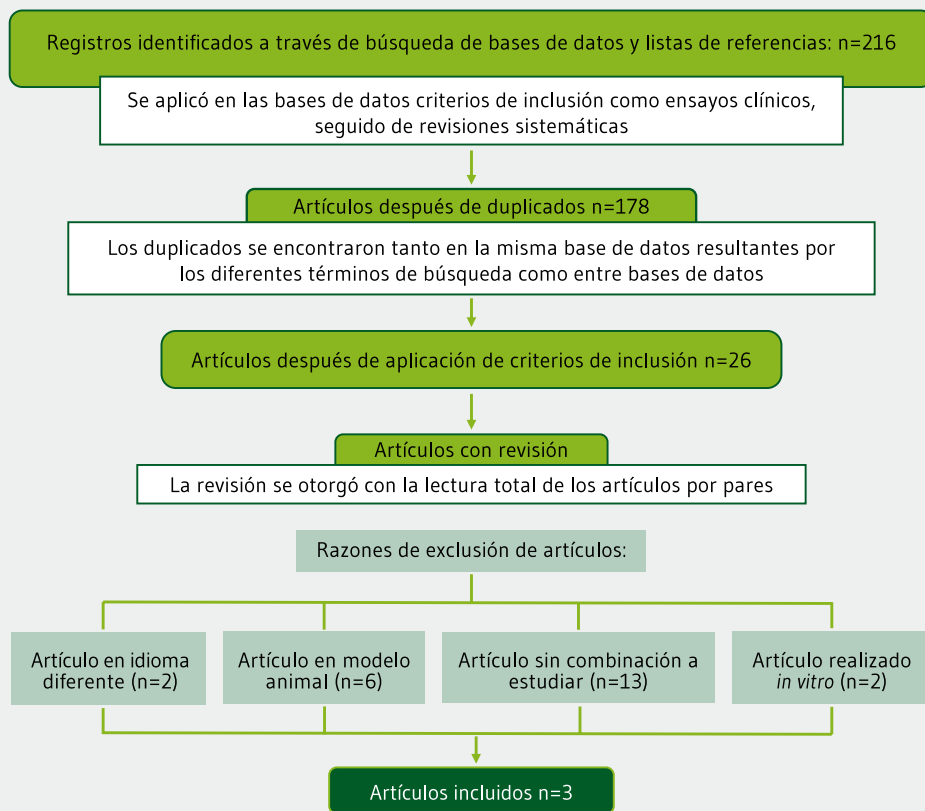 Registros identificados a través de búsqueda de bases de datos y listas de referencias: n=216
Se aplicó en las bases de datos criterios de inclusión como ensayos clínicos,
seguido de revisiones sistemáticas
Artículos después de duplicados n=178
Los duplicados se encontraron tanto en la misma base de datos resultantes por
los diferentes términos de búsqueda como entre bases de datos
Artículos después de aplicación de criterios de inclusión n=26
Artículos con revisión
La revisión se otorgó con la lectura total de los artículos por pares
Razones de exclusión de artículos:
Artículo en idioma
diferente (n=2)
Artículo en modelo
animal (n=6)
Artículo sin combinación a
estudiar (n=13)
Artículo realizado
in vitro (n=2)
Artículos incluidos n=3